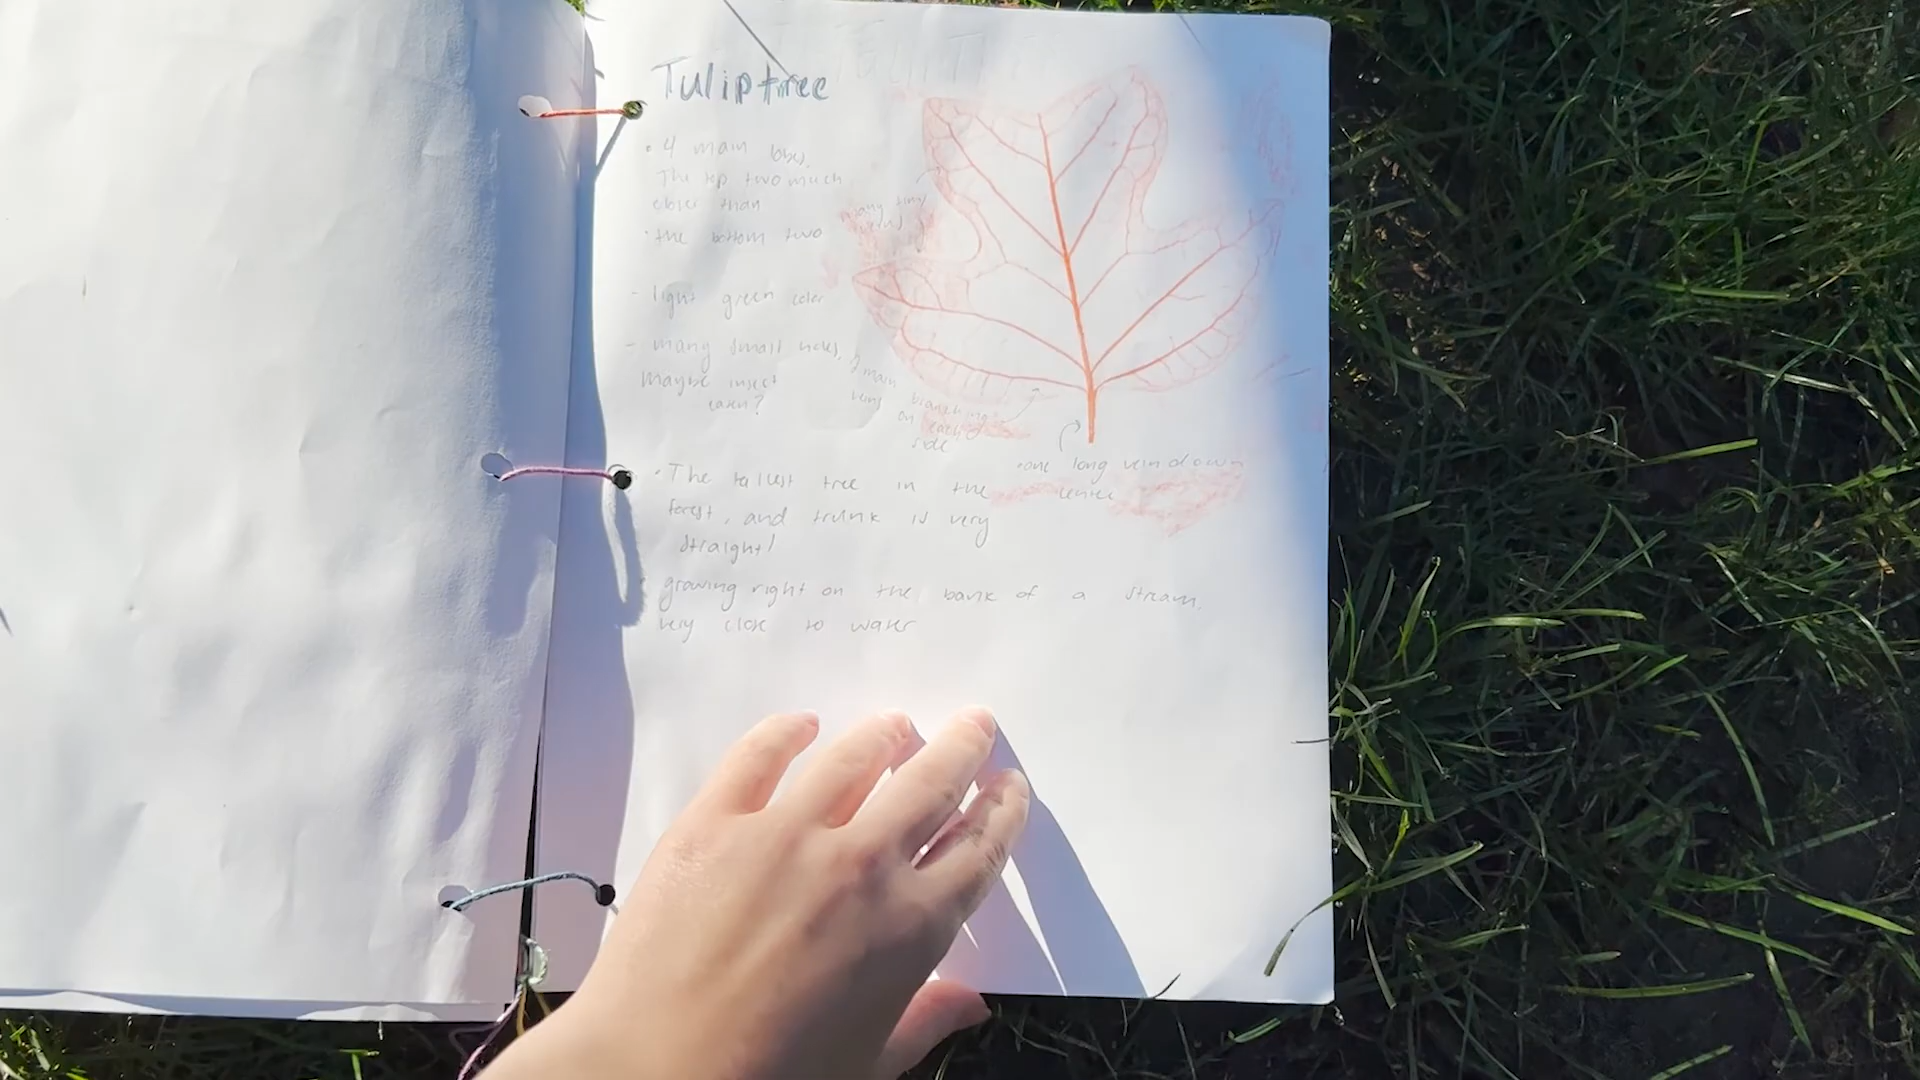 Tuliptree
• 4 main lobes.
The top two much
closer than
• the bottom two
- light green color
- many small holes,
maybe insect
eaten?
many tiny
veins
2 main
veins branching
on each
side
• one long vein down
center
• The tallest tree in the
forest, and trunk is very
straight!
growing right on the bank of a stream,
very close to water